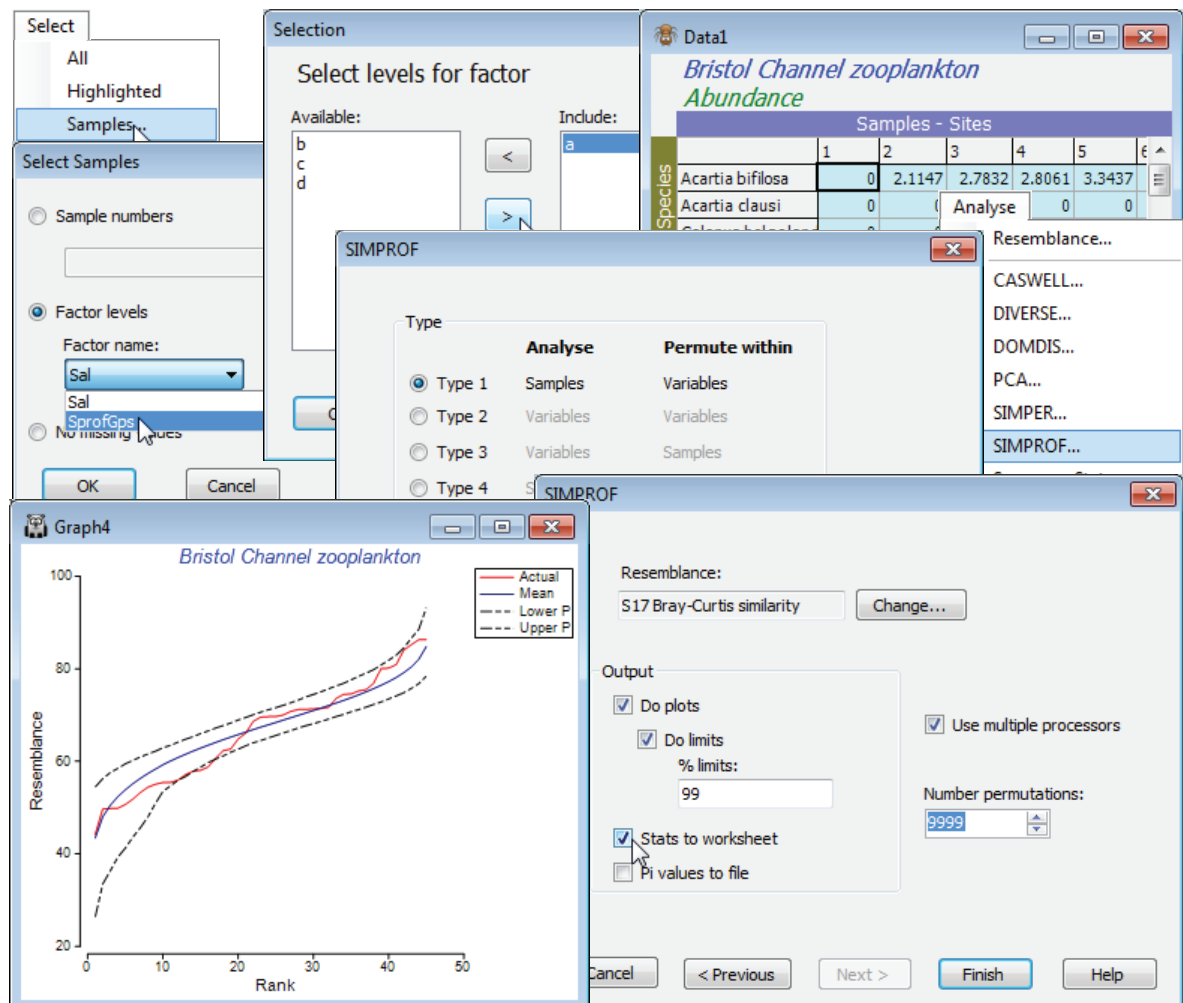 Select
All
Highlighted
Samples...
Select Samples
Sample numbers
Factor levels
Factor name:
Sal
Sal
SprofGps
No missing values
OK
Cancel
Selection
Select levels for factor
Available:
Include:
b
c
d
<
>
a
Data1
Bristol Channel zooplankton
Abundance
Samples - Sites
Species
1 2 3 4 5 6
Acartia bifilosa 0 2.1147 2.7832 2.8061 3.3437
Acartia clausi 0 0 0
Analyse
Resemblance...
CASWELL...
DIVERSE...
DOMDIS...
PCA...
SIMPER...
SIMPROF...
SIMPROF
Type
Analyse Permute within
Type 1 Samples Variables
Type 2 Variables Variables
Type 3 Variables Samples
Type 4
SIMPROF
Resemblance:
S17 Bray-Curtis similarity
Change...
Output
Do plots
Do limits
% limits:
99
Stats to worksheet
Pi values to file
Use multiple processors
Number permutations:
9999
Cancel
< Previous
Next >
Finish
Help
Graph4
Bristol Channel zooplankton
Actual
Mean
Lower P
Upper P
100
80
60
40
20
Resemblance
0 10 20 30 40 50
Rank